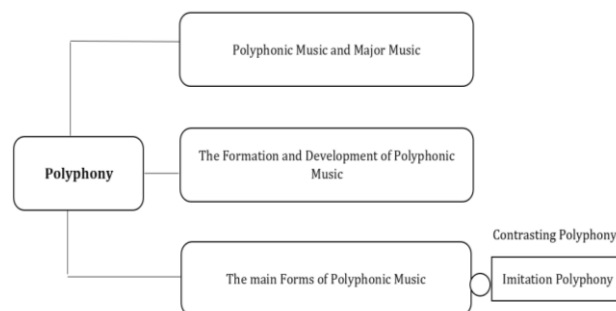 Polyphonic Music and Major Music
Polyphony
The Formation and Development of Polyphonic
Music
The main Forms of Polyphonic Music
Contrasting Polyphony
Imitation Polyphony